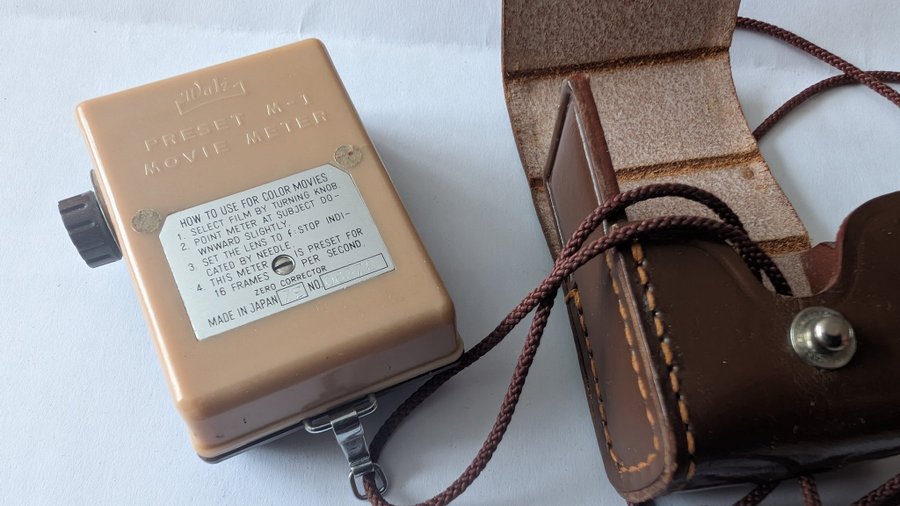 Walz
PRESET M-1
MOVIE METER
HOW TO USE FOR COLOR MOVIES
1. SELECT FILM BY TURNING KNOB
2. POINT METER AT SUBJECT DO-
WNWARD SLIGHTLY.
3. SET THE LENS TO f:STOP INDI-
CATED BY NEEDLE.
4. THIS METER IS PRESET FOR
16 FRAMES PER SECOND.
ZERO CORRECTOR
MADE IN JAPAN NO.